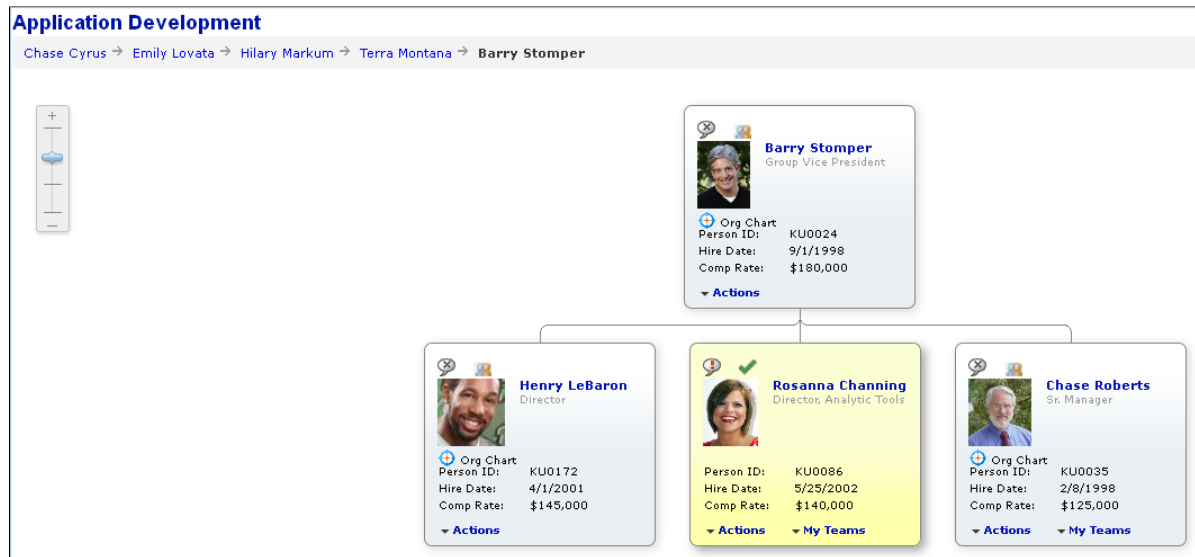 Application Development
Chase Cyrus → Emily Lovata → Hilary Markum → Terra Montana → Barry Stomper
+
–
Barry Stomper
Group Vice President
Org Chart
Person ID: KU0024
Hire Date: 9/1/1998
Comp Rate: $180,000
Actions
Henry LeBaron
Director
Org Chart
Person ID: KU0172
Hire Date: 4/1/2001
Comp Rate: $145,000
Actions
Rosanna Channing
Director, Analytic Tools
Person ID: KU0086
Hire Date: 5/25/2002
Comp Rate: $140,000
Actions My Teams
Chase Roberts
Sr. Manager
Org Chart
Person ID: KU0035
Hire Date: 2/8/1998
Comp Rate: $125,000
Actions My Teams